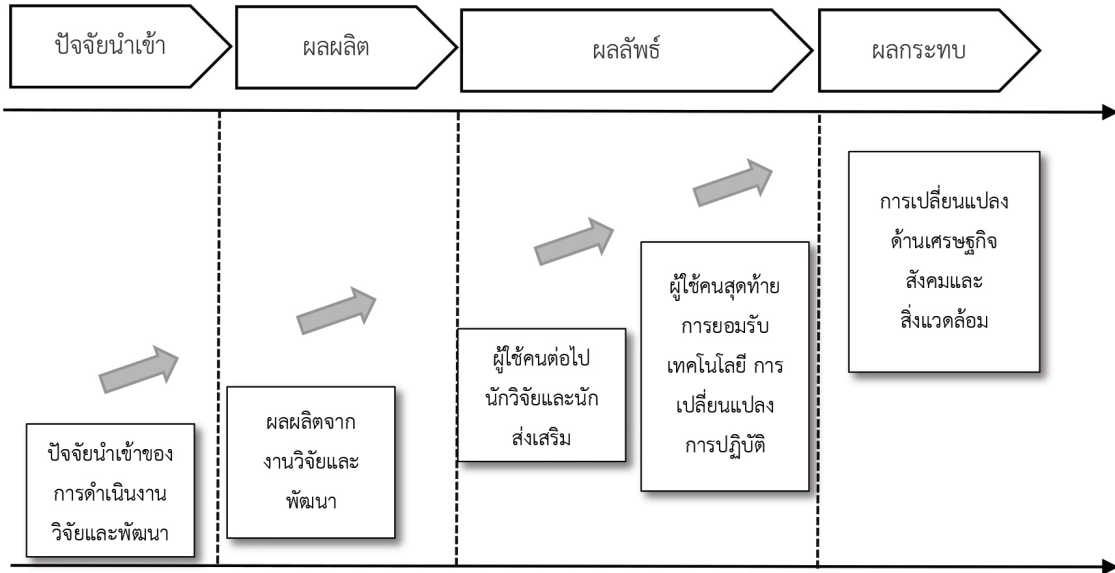 ปัจจัยนำเข้า
ผลผลิต
ผลลัพธ์
ผลกระทบ
ปัจจัยนำเข้าของ
การดำเนินงาน
วิจัยและพัฒนา
ผลผลิตจาก
งานวิจัยและ
พัฒนา
ผู้ใช้คนต่อไป
นักวิจัยและนัก
ส่งเสริม
ผู้ใช้คนสุดท้าย
การยอมรับ
เทคโนโลยี การ
เปลี่ยนแปลง
การปฏิบัติ
การเปลี่ยนแปลง
ด้านเศรษฐกิจ
สังคมและ
สิ่งแวดล้อม